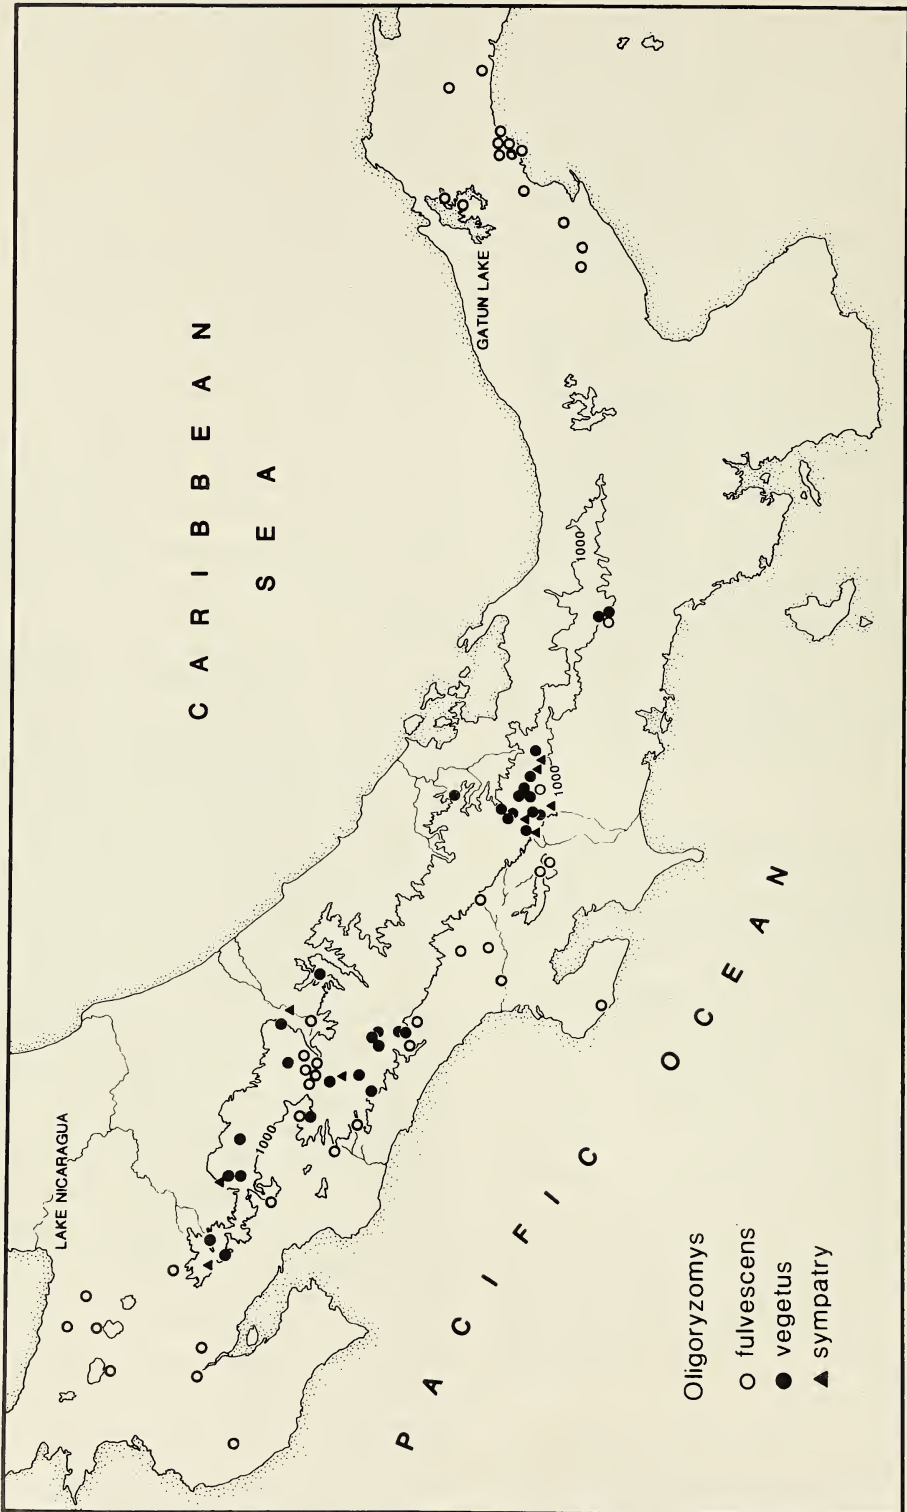 CARIBBEAN
SEA
GATUN LAKE
LAKE NICARAGUA
1000
1000
1000
PACIFIC OCEAN
Oligoryzomys
fulvescens
vegetus
sympatry